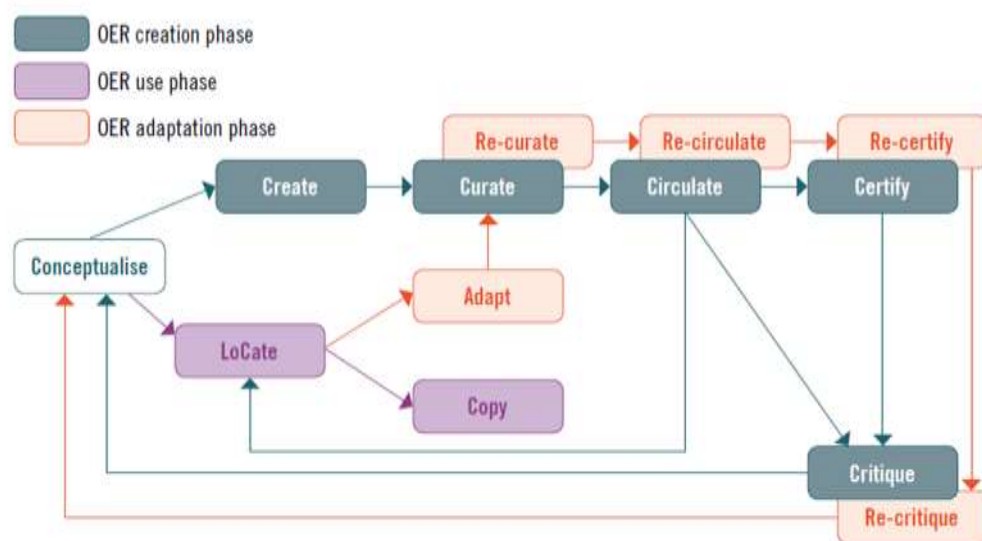 OER creation phase
OER use phase
OER adaptation phase
Re-curate
Re-circulate
Re-certify
Create
Curate
Circulate
Certify
Conceptualise
Adapt
LoCate
Copy
Critique
Re-critique